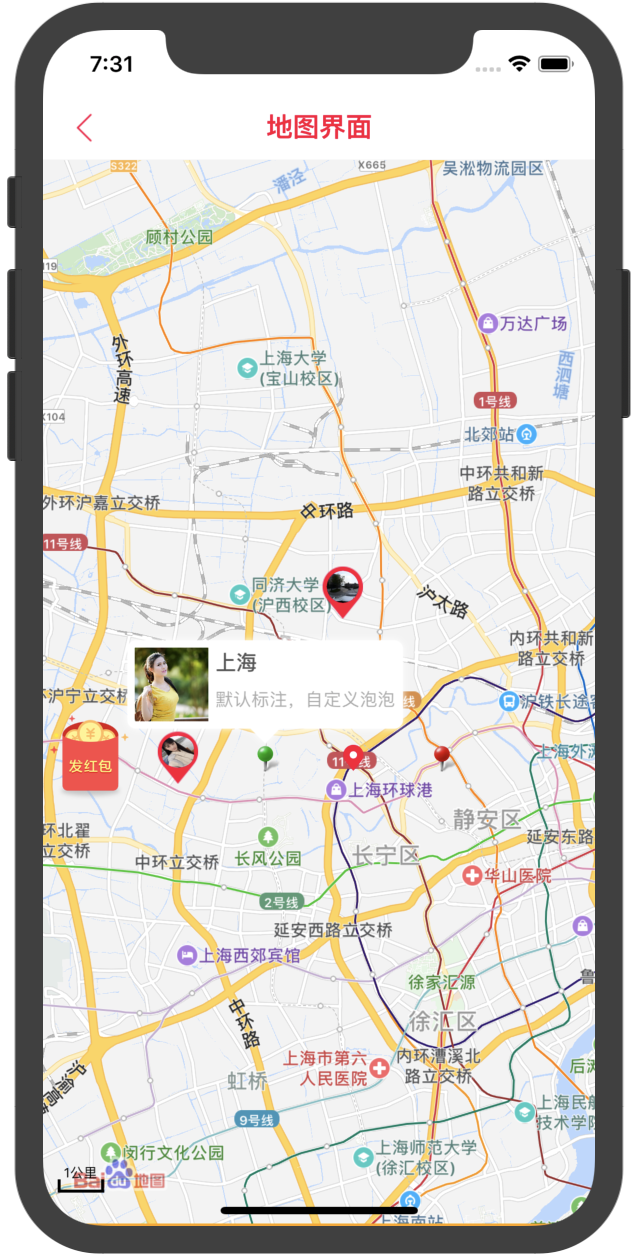 7:31
地图界面
S322
X665
吴淞物流园区
潘泾
顾村公园
119
万达广场
外环高速
上海大学
(宝山校区)
西泗塘
1号线
X104
北郊站
中环共和新
路立交桥
外环沪嘉立交桥
中环路
11号线
同济大学
(沪西校区)
沪太路
内环共和新
路立交桥
上海
默认标注，自定义泡泡
沪宁立交桥
线
沪铁长途客
发红包
11
线
上海外滩
上海环球港
静安区
环北翟
立交桥
延安东路
中环立交桥
长风公园
长宁区
华山医院
2号线
延安西路立交桥
上海西郊宾馆
徐家汇源
鲁
中环路
徐汇区
内环漕溪北
路立交桥
上海市第六
人民医院
后滩
沪渝高速
虹桥
9号线
上海民航
技术学院
闵行文化公园
上海师范大学
(徐汇校区)
1公里
Bai du 地图
上海南站